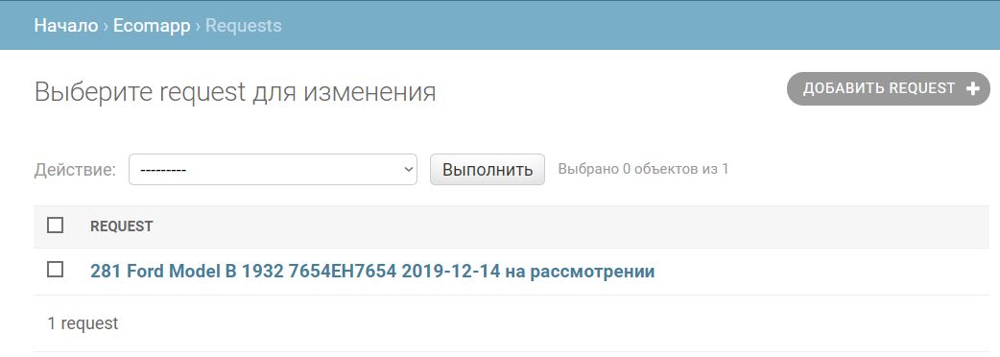 Начало › Ecomapp › Requests
Выберите request для изменения
ДОБАВИТЬ REQUEST +
Действие: --------- Выполнить Выбрано 0 объектов из 1
REQUEST
281 Ford Model B 1932 7654EH7654 2019-12-14 на рассмотрении
1 request